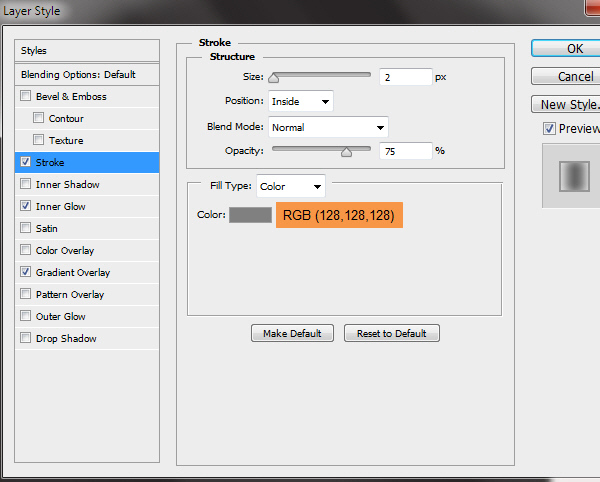 Layer Style
Styles
Blending Options: Default
Bevel & Emboss
Contour
Texture
Stroke
Inner Shadow
Inner Glow
Satin
Color Overlay
Gradient Overlay
Pattern Overlay
Outer Glow
Drop Shadow
Stroke
Structure
Size: 2 px
Position: Inside
Blend Mode: Normal
Opacity: 75 %
Fill Type: Color
Color: RGB (128,128,128)
Make Default Reset to Default
OK
Cancel
New Style..
Preview